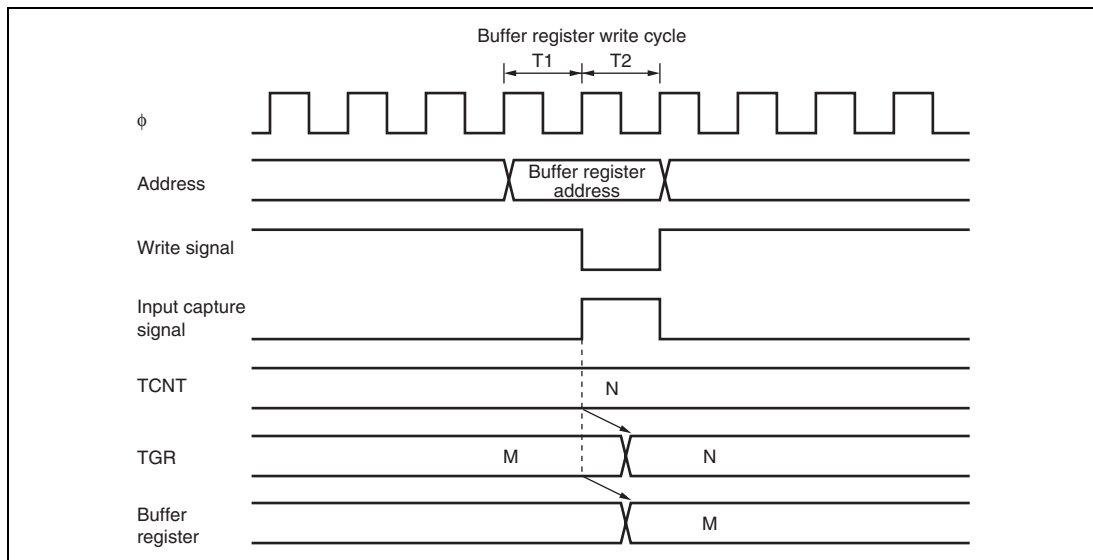 Buffer register write cycle
T1 T2
φ
Address
Buffer register
address
Write signal
Input capture
signal
TCNT
N
TGR
M N
Buffer
register
M